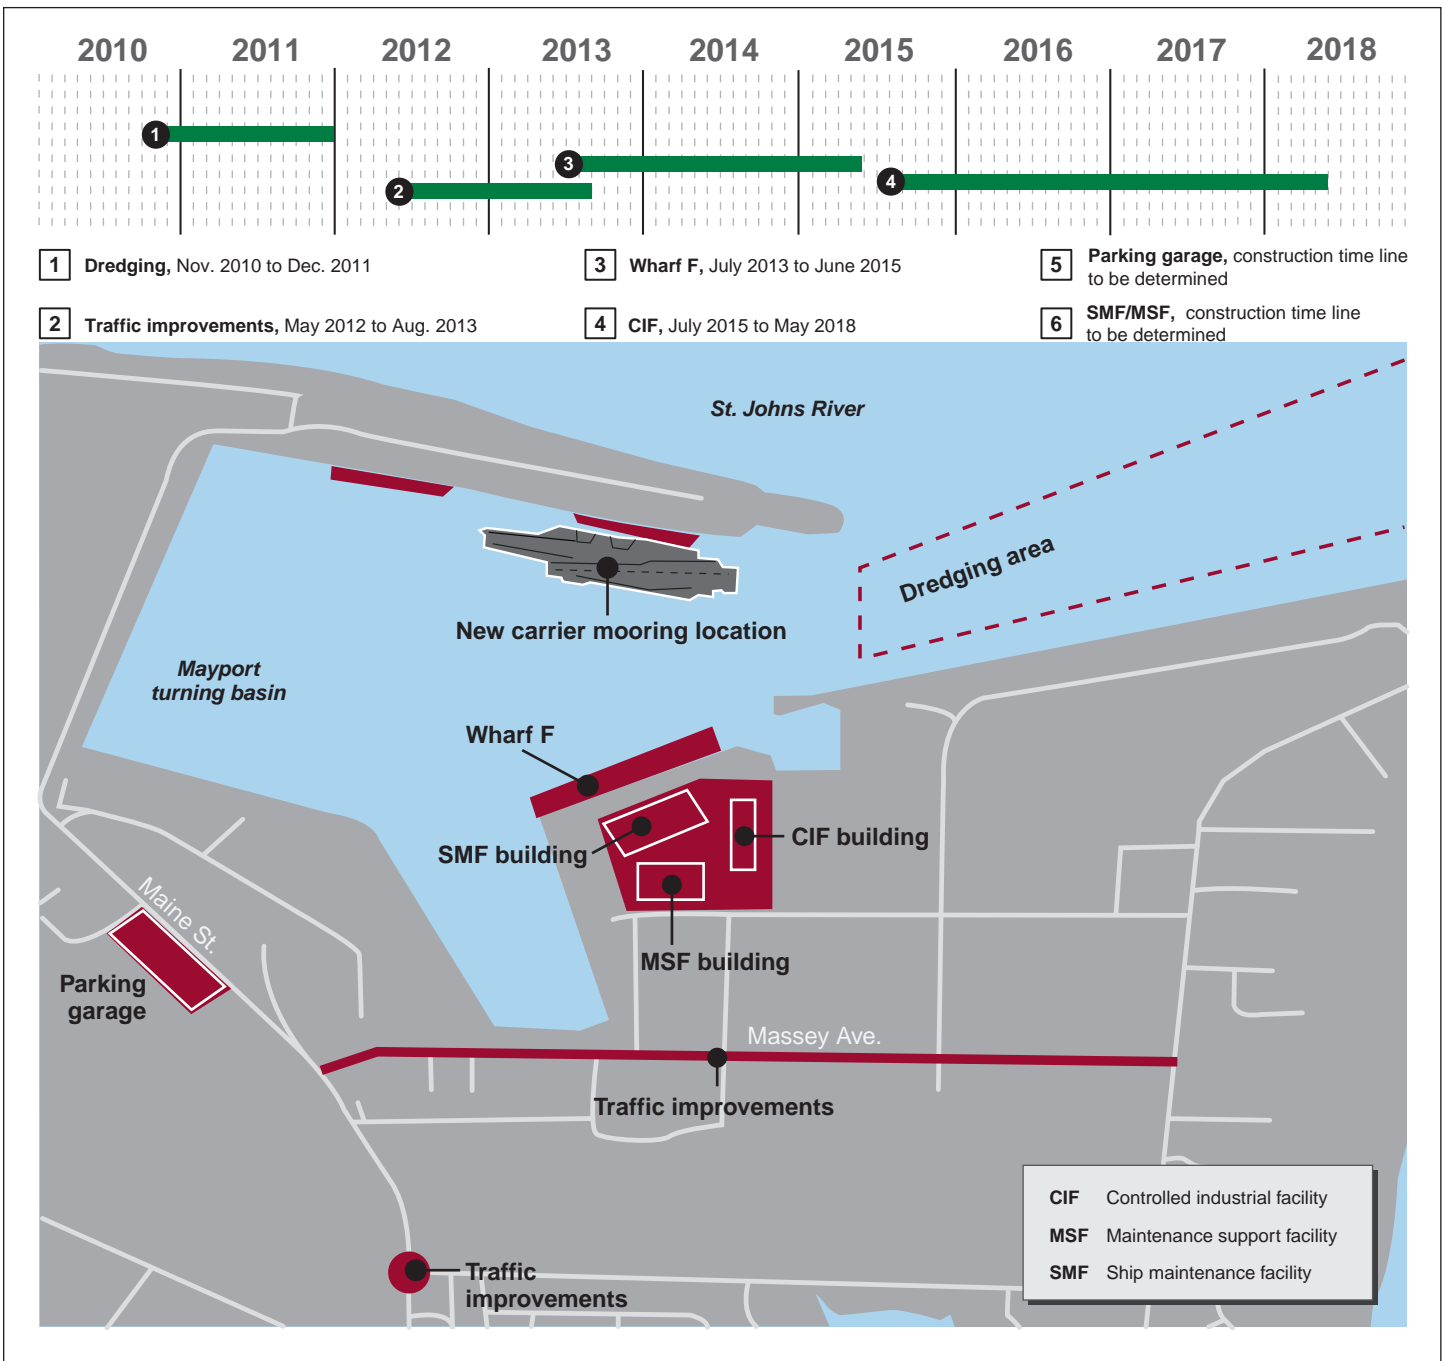 2010 2011 2012 2013 2014 2015 2016 2017 2018
1
3
2
4
1 Dredging, Nov. 2010 to Dec. 2011
2 Traffic improvements, May 2012 to Aug. 2013
3 Wharf F, July 2013 to June 2015
4 CIF, July 2015 to May 2018
5 Parking garage, construction time line
to be determined
6 SMF/MSF, construction time line
to be determined
St. Johns River
Dredging area
New carrier mooring location
Mayport
turning basin
Wharf F
CIF building
SMF building
MSF building
Maine St.
Parking
garage
Massey Ave.
Traffic improvements
Traffic
improvements
CIF Controlled industrial facility
MSF Maintenance support facility
SMF Ship maintenance facility